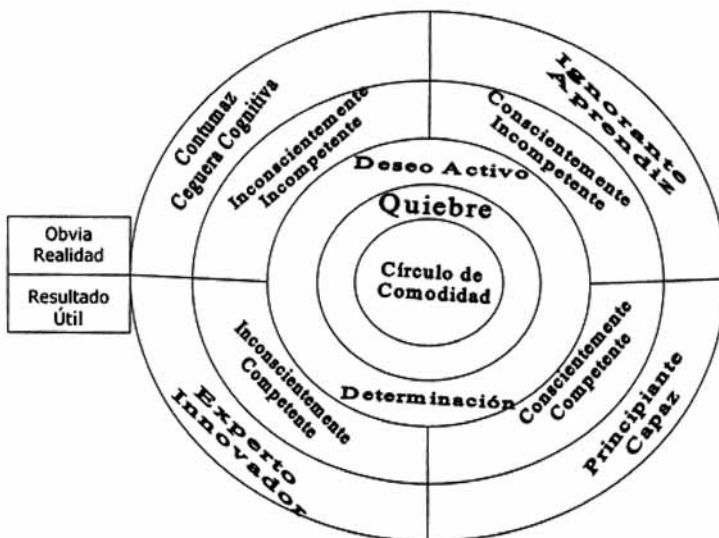 Contumaz
Ceguera Cognitiva
Ignorante
Aprendiz
Inconscientemente
Incompetente
Conscientemente
Incompetente
Deseo Activo
Quiebre
Círculo de
Comodidad
Obvia
Realidad
Resultado
Útil
Determinación
Inconscientemente
Competente
Conscientemente
Competente
Experto
Innovador
Principiante
Capaz